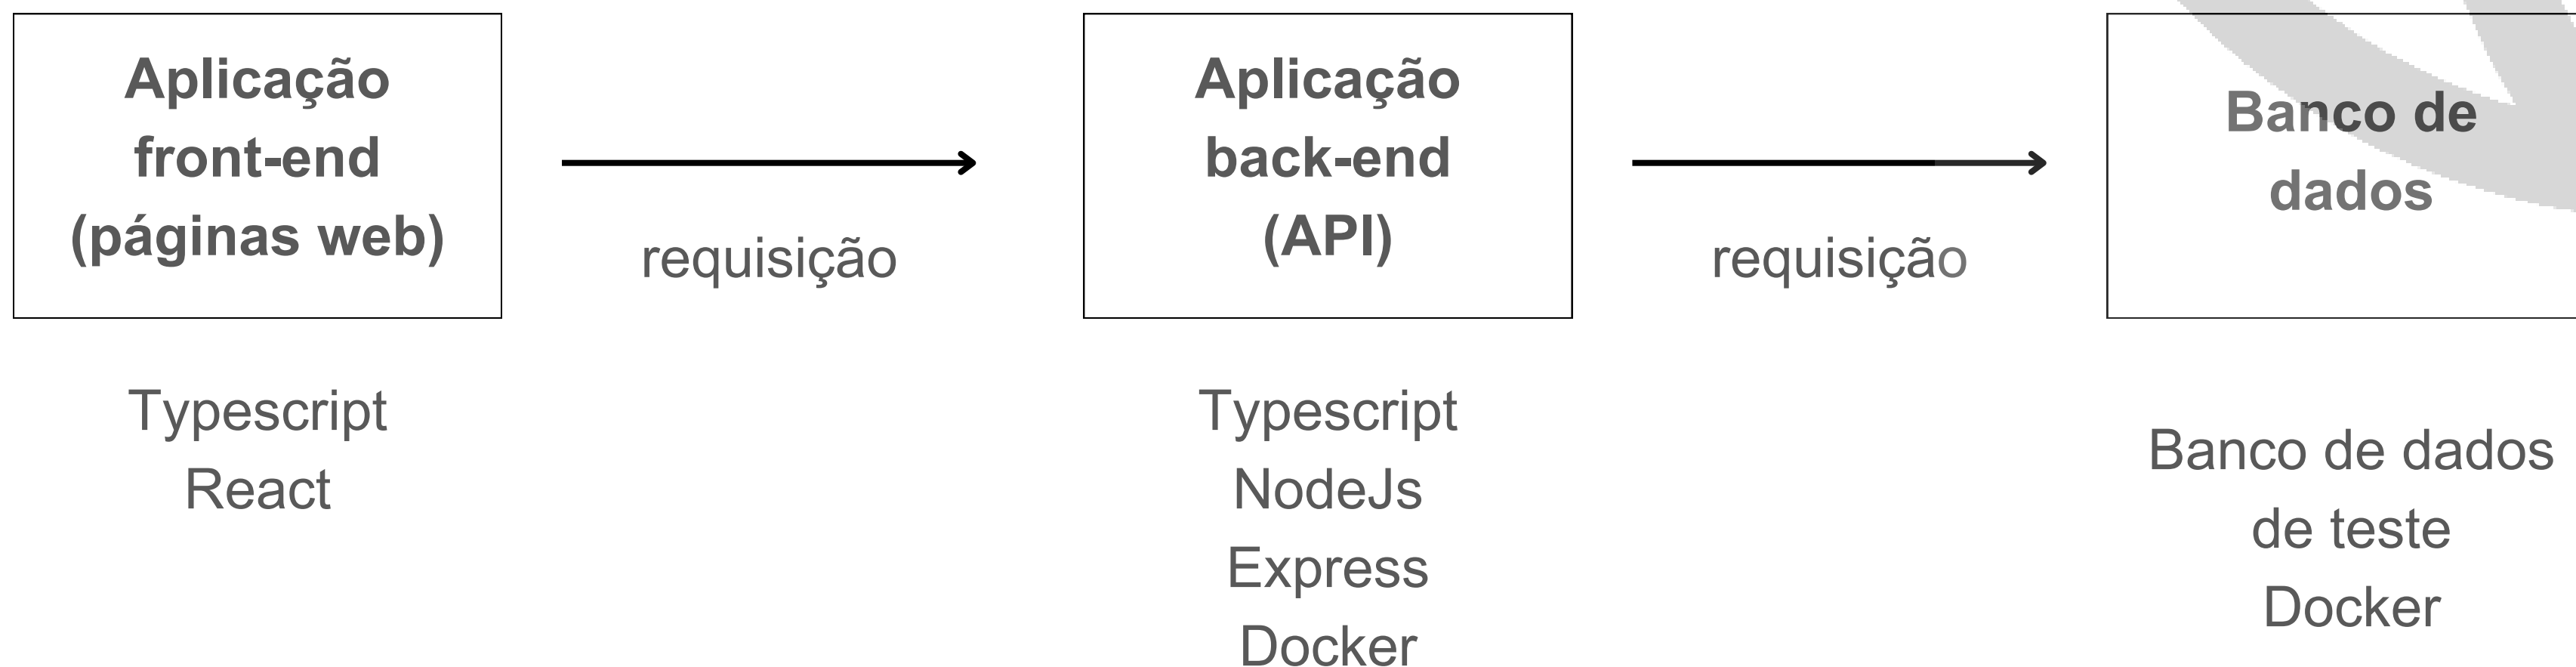 Aplicação
front-end
(páginas web)
requisição
Aplicação
back-end
(API)
requisição
Banco de
dados
Typescript
React
Typescript
NodeJs
Express
Docker
Banco de dados
de teste
Docker